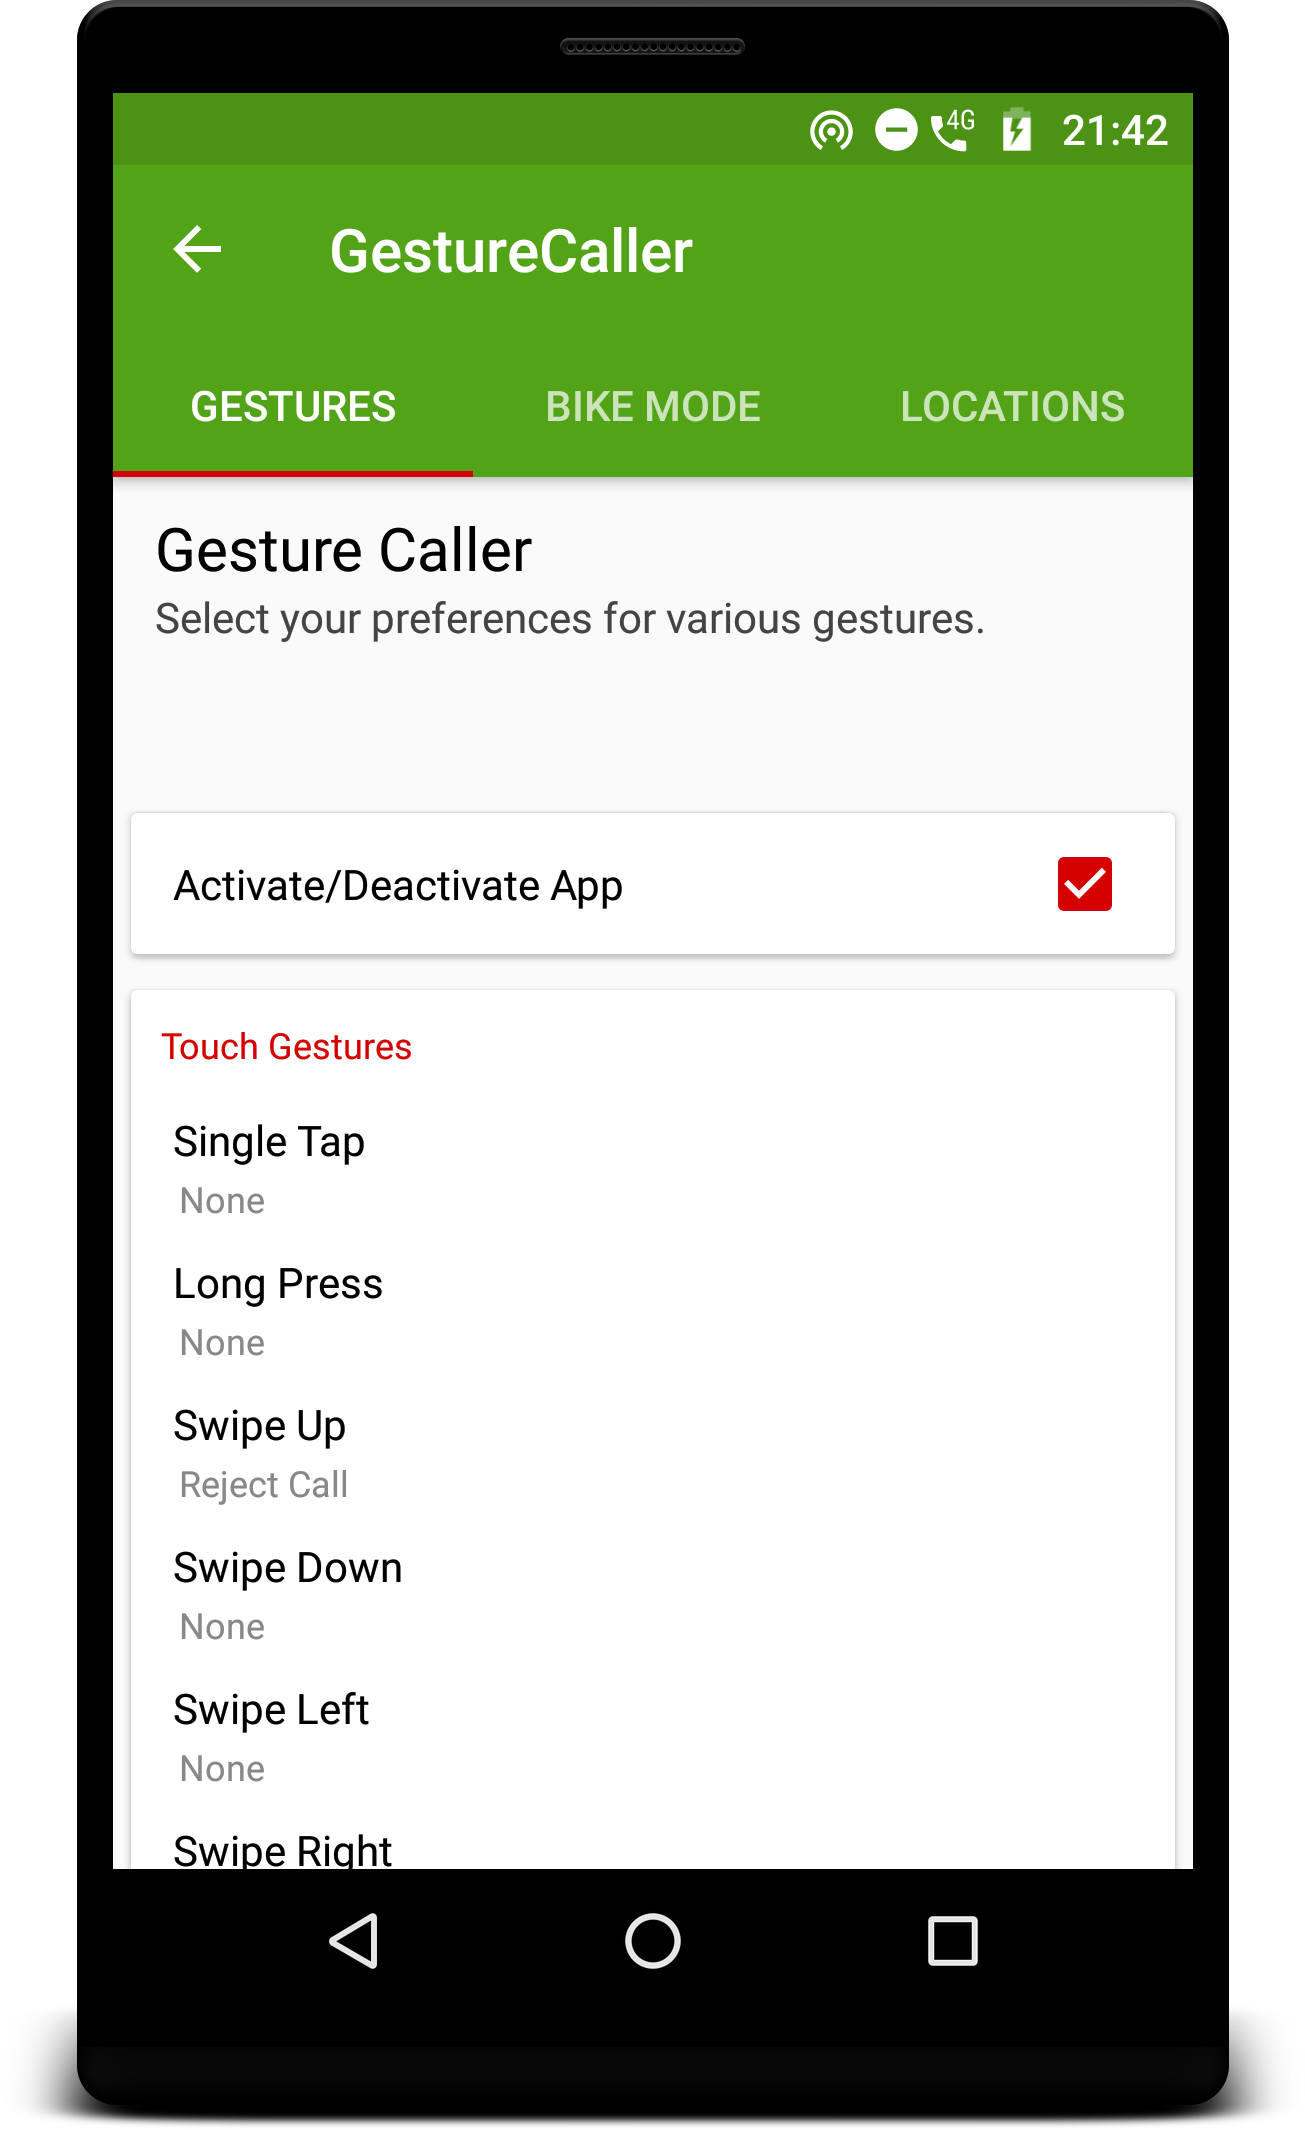 4G 21:42
GestureCaller
GESTURES BIKE MODE LOCATIONS
Gesture Caller
Select your preferences for various gestures.
Activate/Deactivate App
Touch Gestures
Single Tap
None
Long Press
None
Swipe Up
Reject Call
Swipe Down
None
Swipe Left
None
Swipe Right